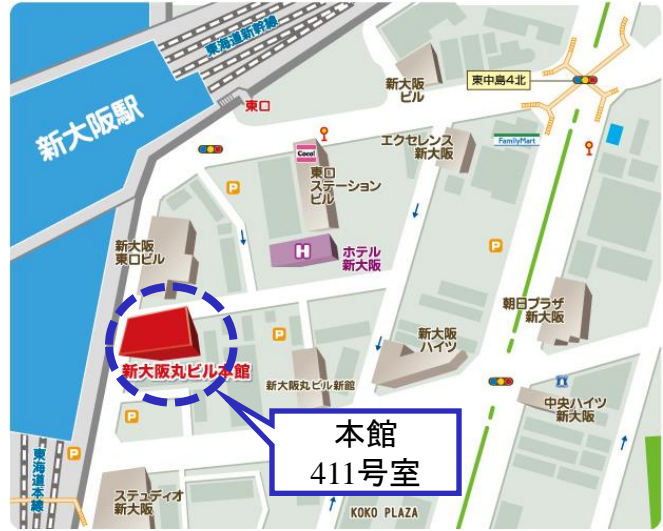 東海道新幹線
新大阪駅
東口
新大阪
ビル
東中島4北
エクセレンス
新大阪
FamilyMart
Coco!
東口
ステーション
ビル
P
新大阪
東口ビル
H
ホテル
新大阪
P
朝日プラザ
新大阪
新大阪丸ビル本館
P
新大阪丸ビル新館
新大阪
ハイツ
中央ハイツ
新大阪
P
P
本館
411号室
東海道本線
ステュディオ
新大阪
KOKO PLAZA